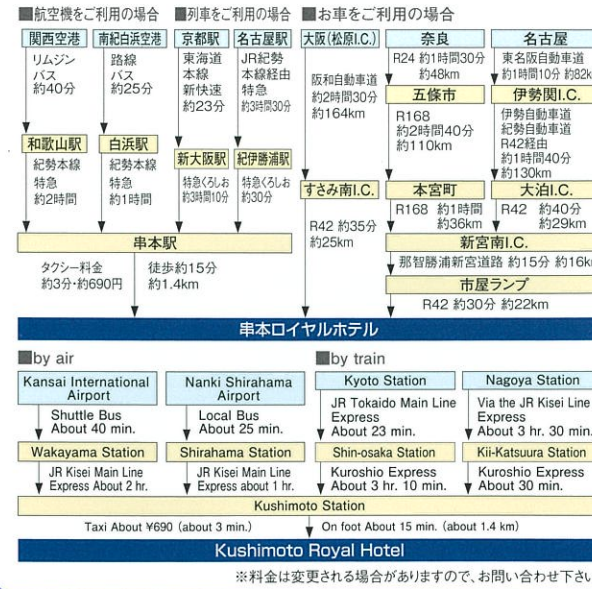 ■航空機をご利用の場合 ■列車をご利用の場合 ■お車をご利用の場合
関西空港 南紀白浜空港 京都駅 名古屋駅 大阪(松原I.C.) 奈良 名古屋
リムジン
バス
約40分
路線
バス
約25分
東海道
本線
新快速
約23分
JR紀勢
本線経由
特急
約3時間30分
阪和自動車道
約2時間30分
約164km
R24 約1時間30分
約48km
東名阪自動車道
約1時間10分 約82k
五條市 伊勢関I.C.
R168
約2時間40分
約110km
伊勢自動車道
紀勢自動車道
R42経由
約1時間40分
約130km
和歌山駅 白浜駅 新大阪駅 紀伊勝浦駅
紀勢本線
特急
約2時間
紀勢本線
特急
約1時間
特急くろしお
約3時間10分
特急くろしお
約30分
すさみ南I.C. 本宮町 大泊I.C.
R42 約35分
約25km
R168 約1時間
約36km
R42 約40分
約29km
串本駅 新宮南I.C.
那智勝浦新宮道路 約15分 約16k
市屋ランプ
R42 約30分 約22km
タクシー料金
約3分・約690円
徒歩約15分
約1.4km
串本ロイヤルホテル
■by air ■by train
Kansai International
Airport
Nanki Shirahama
Airport
Kyoto Station
Nagoya Station
Shuttle Bus
About 40 min.
Local Bus
About 25 min.
JR Tokaido Main Line
Express
About 23 min.
Via the JR Kisei Line
Express
About 3 hr. 30 min.
Wakayama Station Shirahama Station Shin-osaka Station Kii-Katsuura Station
JR Kisei Main Line
Express About 2 hr.
JR Kisei Main Line
Express about 1 hr.
Kuroshio Express
About 3 hr. 10 min.
Kuroshio Express
About 30 min.
Kushimoto Station
Taxi About ¥690 (about 3 min.) On foot About 15 min. (about 1.4 km)
Kushimoto Royal Hotel
※料金は変更される場合がありますので、お問い合わせ下さい